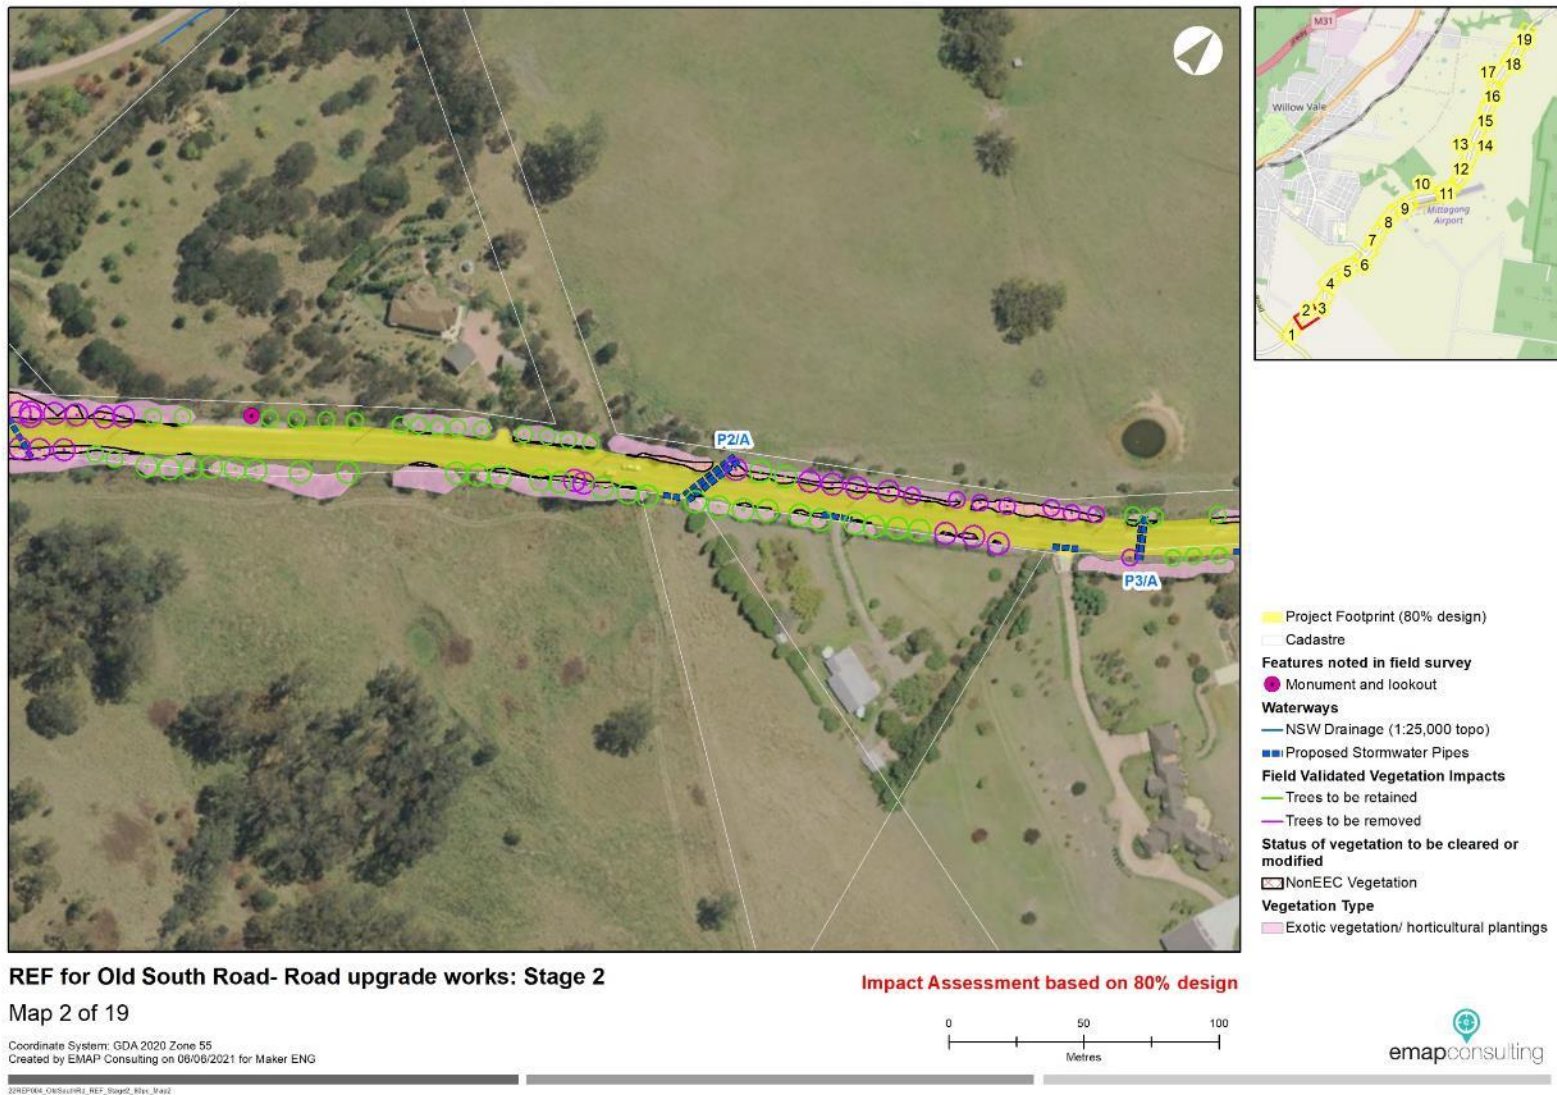 P2/A
P3/A
M31
Willow Vale
Mittagong
Airport
19
18
17
16
15
14
13
12
11
10
9
8
7
6
5
4
3
2
1
Project Footprint (80% design)
Cadastre
Features noted in field survey
Monument and lookout
Waterways
NSW Drainage (1:25,000 topo)
Proposed Stormwater Pipes
Field Validated Vegetation Impacts
Trees to be retained
Trees to be removed
Status of vegetation to be cleared or
modified
NonEEC Vegetation
Vegetation Type
Exotic vegetation/ horticultural plantings
REF for Old South Road- Road upgrade works: Stage 2
Map 2 of 19
Impact Assessment based on 80% design
0 50 100
Metres
Coordinate System: GDA 2020 Zone 55
Created by EMAP Consulting on 06/06/2021 for Maker ENG
emapconsulting